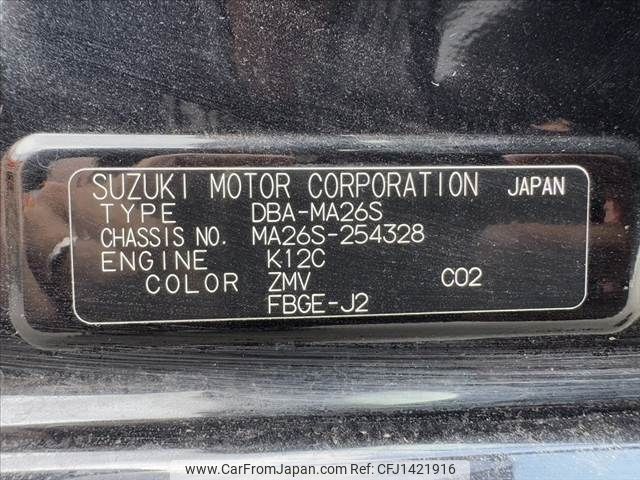 SUZUKI MOTOR CORPORATION JAPAN
TYPE DBA-MA26S
CHASSIS NO. MA26S-254328
ENGINE K12C
COLOR ZMV C02
FBGE-J2
www.CarFromJapan.com Ref:CFJ1421916